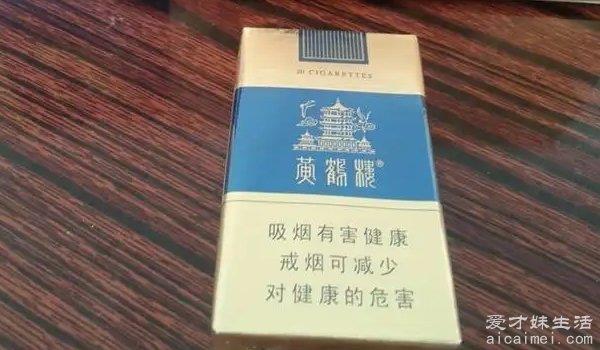 20 CIGARETTES
黄鹤楼®
吸烟有害健康
戒烟可减少
对健康的危害
爱才妹生活
aicaimei.com